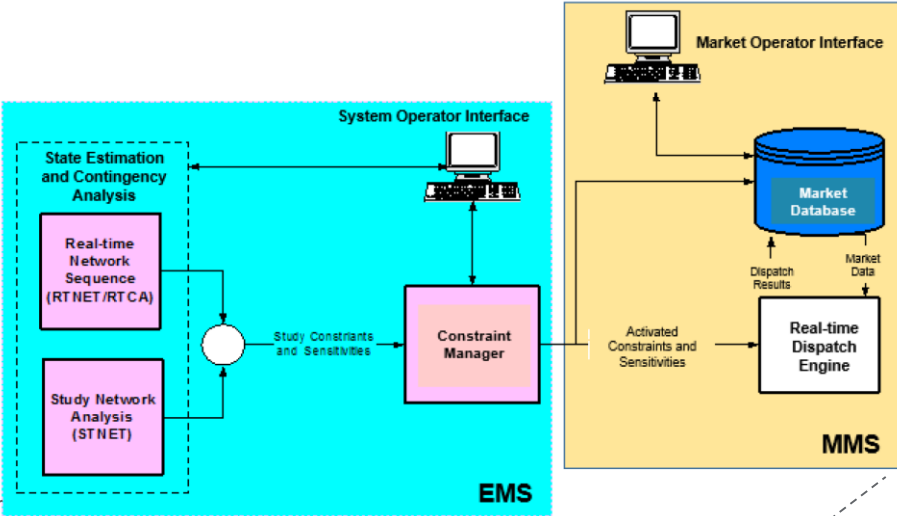 Market Operator Interface
System Operator Interface
State Estimation
and Contingency
Analysis
Real-time
Network
Sequence
(RTNET/RTCA)
Study Network
Analysis
(STNET)
Study Constriants
and Sensitivities
Constraint
Manager
EMS
Market
Database
Dispatch
Results
Market
Data
Activated
Constraints and
Sensitivities
Real-time
Dispatch
Engine
MMS